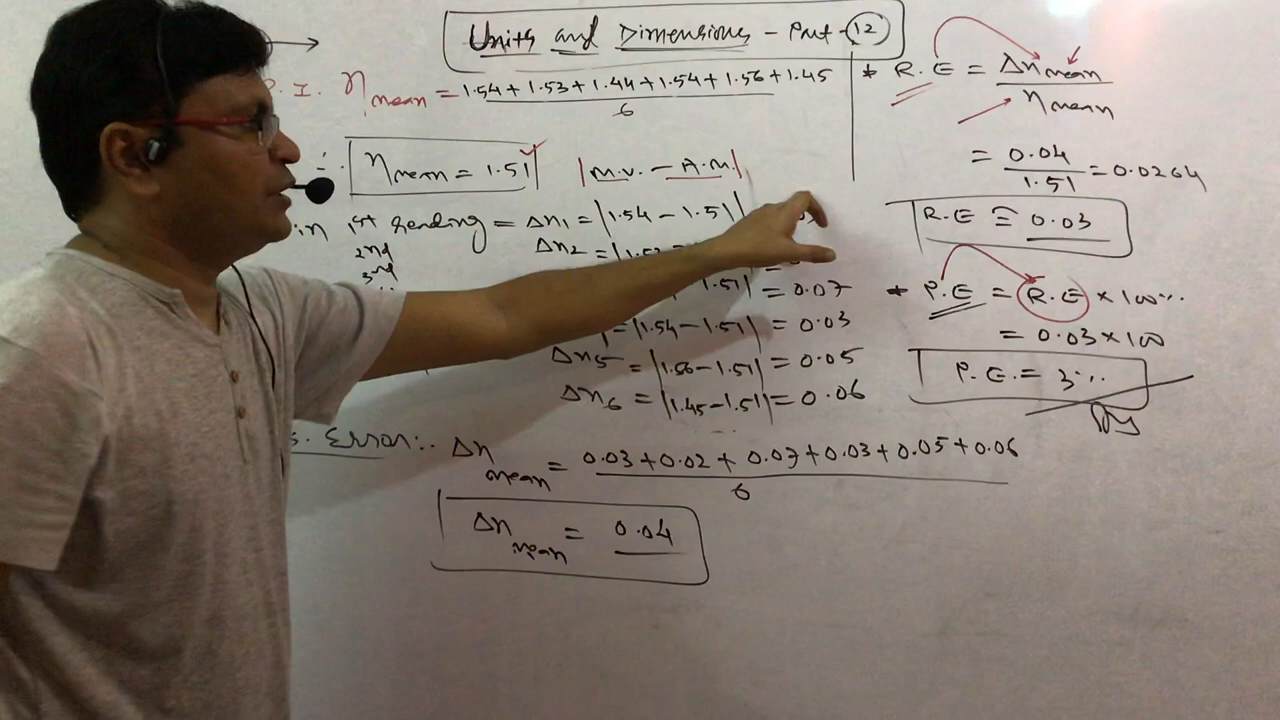 Units and Dimensions - Part - 12
R. I. η mean = 1.54 + 1.53 + 1.44 + 1.54 + 1.56 + 1.45
6
∴ η mean = 1.51 |m.v. - A.m.|
in 1st reading = Δη1 = |1.54 - 1.51|
2nd Δη2 =
3rd 1.51| = 0.07
= |1.54 - 1.51| = 0.03
Δη5 = |1.56 - 1.51| = 0.05
Δη6 = |1.45 - 1.51| = 0.06
s. Error:. Δη mean = 0.03 + 0.02 + 0.07 + 0.03 + 0.05 + 0.06
6
Δη mean = 0.04
* R.E = Δη mean
η mean
= 0.04 = 0.0264
1.51
R.E ≅ 0.03
* P.E = R.E × 100%.
= 0.03 × 100
P.E. = 3%.